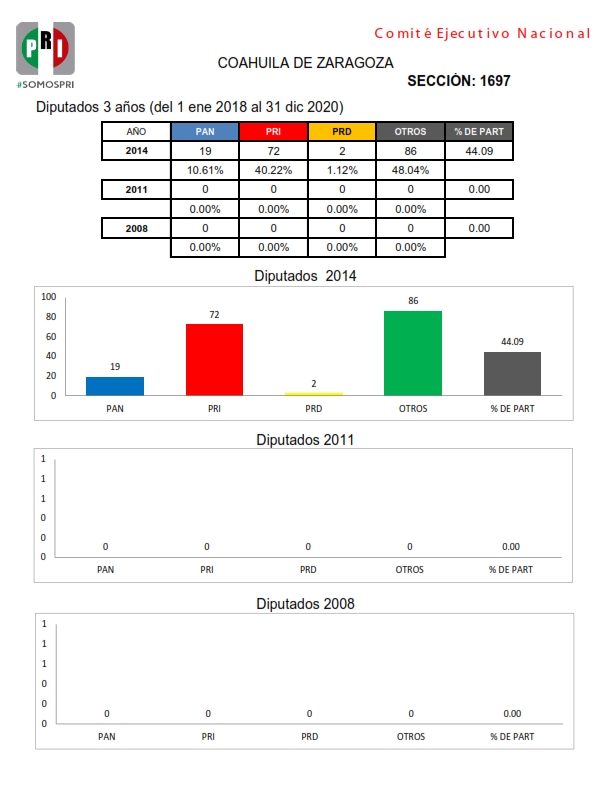 PRI
#SOMOSPRI
Comité Ejecutivo Nacional
COAHUILA DE ZARAGOZA
SECCIÓN: 1697
Diputados 3 años (del 1 ene 2018 al 31 dic 2020)
AÑO PAN PRI PRD OTROS % DE PART
2014 19 72 2 86 44.09
10.61% 40.22% 1.12% 48.04%
2011 0 0 0 0 0.00
0.00% 0.00% 0.00% 0.00%
2008 0 0 0 0 0.00
0.00% 0.00% 0.00% 0.00%
Diputados 2014
100
80
60
40
20
0
19 72 2 86 44.09
PAN PRI PRD OTROS % DE PART
Diputados 2011
1
1
1
0
0
0
0 0 0 0 0.00
PAN PRI PRD OTROS % DE PART
Diputados 2008
1
1
1
0
0
0
0 0 0 0 0.00
PAN PRI PRD OTROS % DE PART